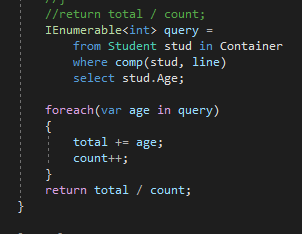 //return total / count;
IEnumerable<int> query =
from Student stud in Container
where comp(stud, line)
select stud.Age;
foreach(var age in query)
{
total += age;
count++;
}
return total / count;
}